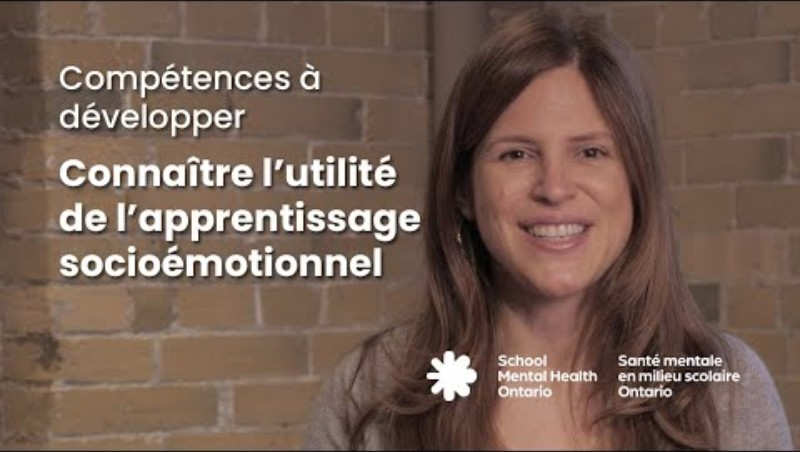 Compétences à
développer
Connaître l'utilité
de l'apprentissage
socioémotionnel
School
Mental Health
Ontario
Santé mentale
en milieu scolaire
Ontario